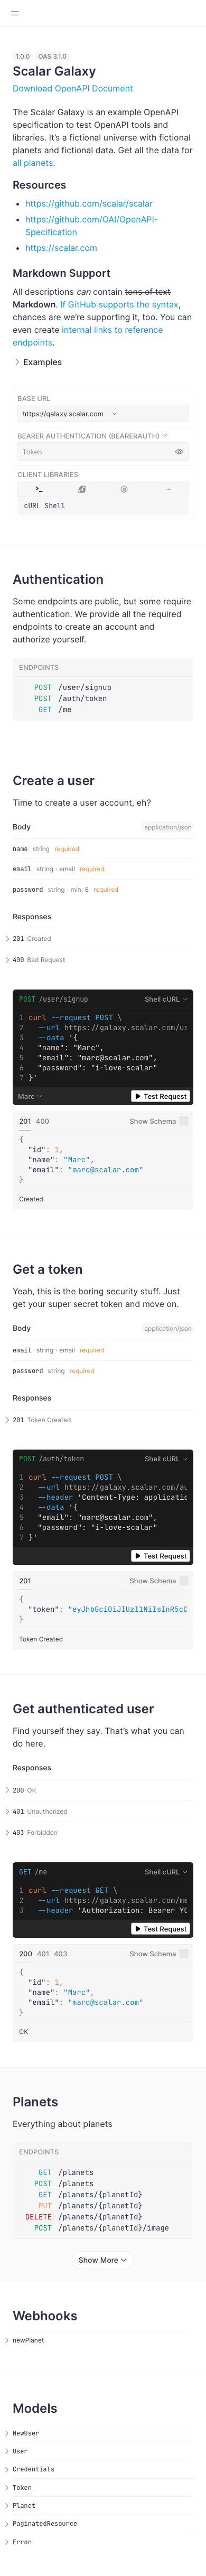 1.0.0 OAS 3.1.0
Scalar Galaxy
Download OpenAPI Document
The Scalar Galaxy is an example OpenAPI
specification to test OpenAPI tools and
libraries. It's a fictional universe with fictional
planets and fictional data. Get all the data for
all planets.
Resources
https://github.com/scalar/scalar
https://github.com/OAI/OpenAPI-
Specification
https://scalar.com
Markdown Support
All descriptions can contain tons of text
Markdown. If GitHub supports the syntax,
chances are we're supporting it, too. You can
even create internal links to reference
endpoints.
Examples
BASE URL
https://galaxy.scalar.com
BEARER AUTHENTICATION (BEARERAUTH)
Token
CLIENT LIBRARIES
cURL Shell
Authentication
Some endpoints are public, but some require
authentication. We provide all the required
endpoints to create an account and
authorize yourself.
ENDPOINTS
POST /user/signup
POST /auth/token
GET /me
Create a user
Time to create a user account, eh?
Body application/json
name string required
email string · email required
password string · min: 8 required
Responses
201 Created
400 Bad Request
POST /user/signup Shell cURL
1 curl --request POST \
2 --url https://galaxy.scalar.com/us
3 --data '{
4 "name": "Marc",
5 "email": "marc@scalar.com",
6 "password": "i-love-scalar"
7 }'
Marc Test Request
201 400 Show Schema
{
"id": 1,
"name": "Marc",
"email": "marc@scalar.com"
}
Created
Get a token
Yeah, this is the boring security stuff. Just
get your super secret token and move on.
Body application/json
email string · email required
password string required
Responses
201 Token Created
POST /auth/token Shell cURL
1 curl --request POST \
2 --url https://galaxy.scalar.com/au
3 --header 'Content-Type: applicatio
4 --data '{
5 "email": "marc@scalar.com",
6 "password": "i-love-scalar"
7 }'
Test Request
201 Show Schema
{
"token": "eyJhbGciOiJIUzI1NiIsInR5cC
}
Token Created
Get authenticated user
Find yourself they say. That's what you can
do here.
Responses
200 OK
401 Unauthorized
403 Forbidden
GET /me Shell cURL
1 curl --request GET \
2 --url https://galaxy.scalar.com/me
3 --header 'Authorization: Bearer YO
Test Request
200 401 403 Show Schema
{
"id": 1,
"name": "Marc",
"email": "marc@scalar.com"
}
OK
Planets
Everything about planets
ENDPOINTS
GET /planets
POST /planets
GET /planets/{planetId}
PUT /planets/{planetId}
DELETE /planets/{planetId}
POST /planets/{planetId}/image
Show More
Webhooks
newPlanet
Models
NewUser
User
Credentials
Token
Planet
PaginatedResource
Error